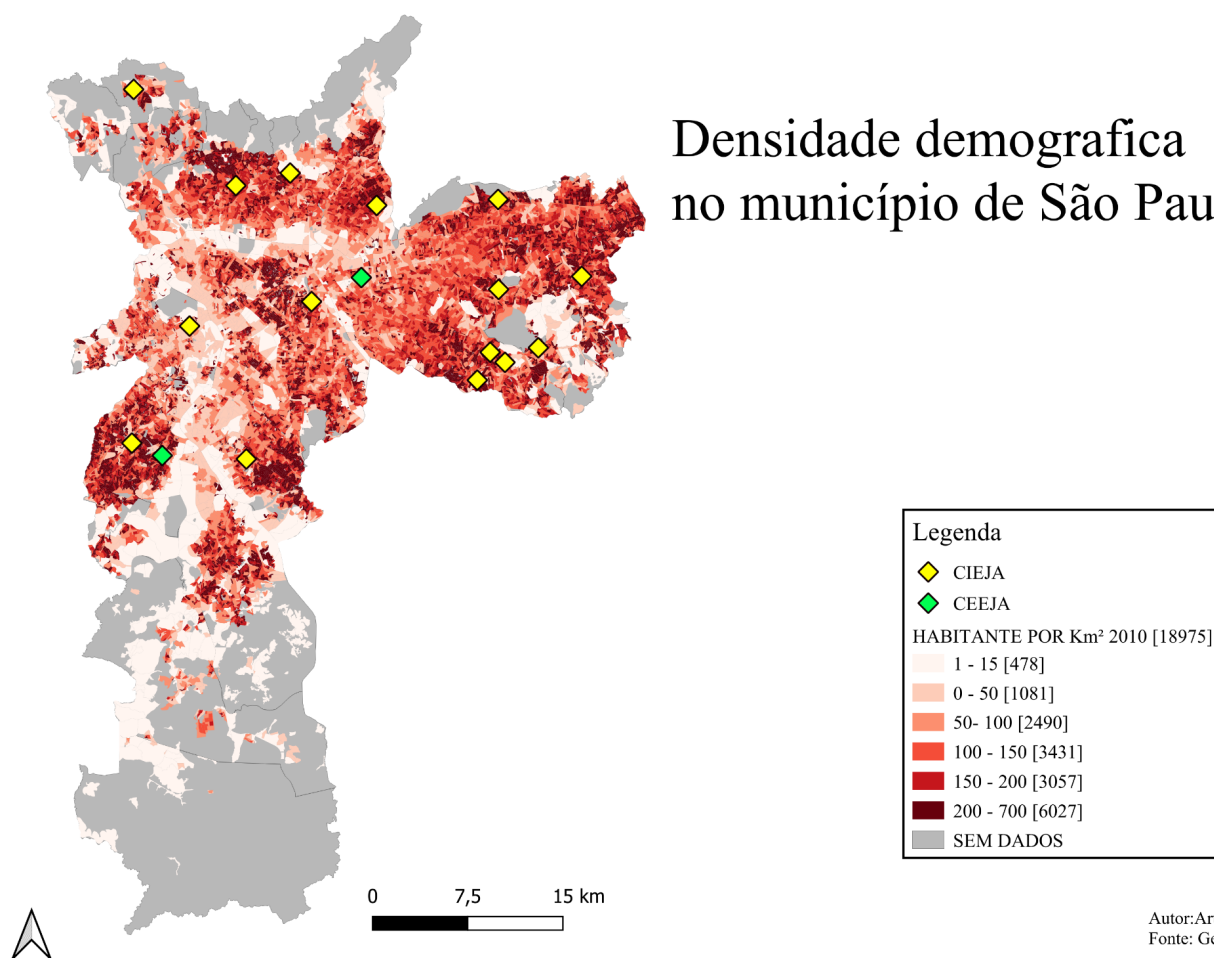 Densidade demografica
no município de São Pau
Legenda
CIEJA
CEEJA
HABITANTE POR Km² 2010 [18975]
1 - 15 [478]
0 - 50 [1081]
50- 100 [2490]
100 - 150 [3431]
150 - 200 [3057]
200 - 700 [6027]
SEM DADOS
0 7,5 15 km
Autor:Ar
Fonte: Ge